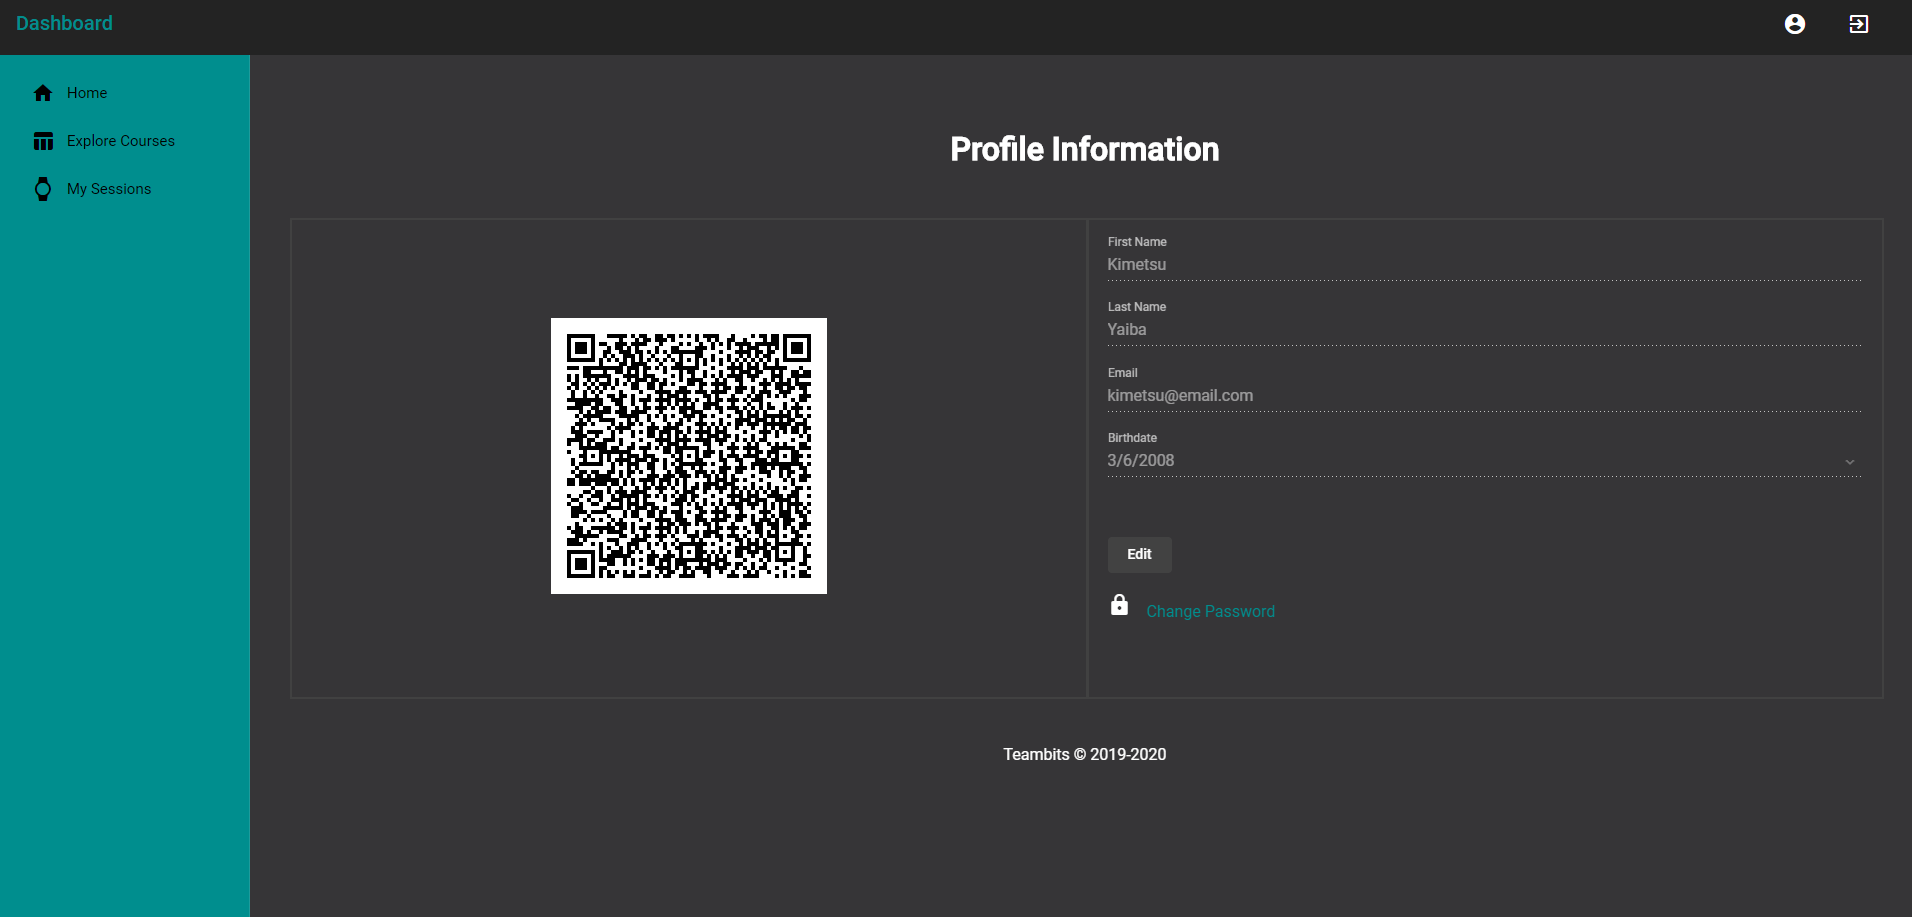 Dashboard
Home
Explore Courses
My Sessions
Profile Information
First Name
Kimetsu
Last Name
Yaiba
Email
kimetsu@email.com
Birthdate
3/6/2008
Edit
Change Password
Teambits © 2019-2020